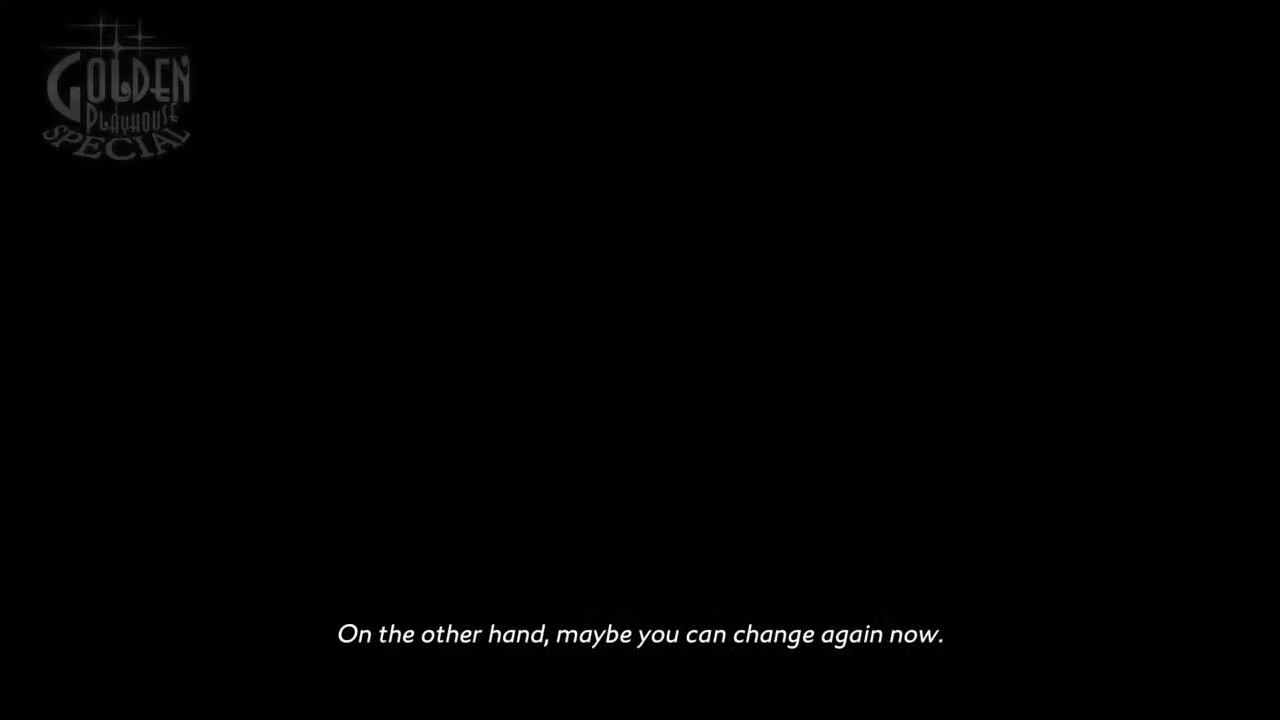 GOLDEN
PLAYHOUSE
SPECIAL
On the other hand, maybe you can change again now.